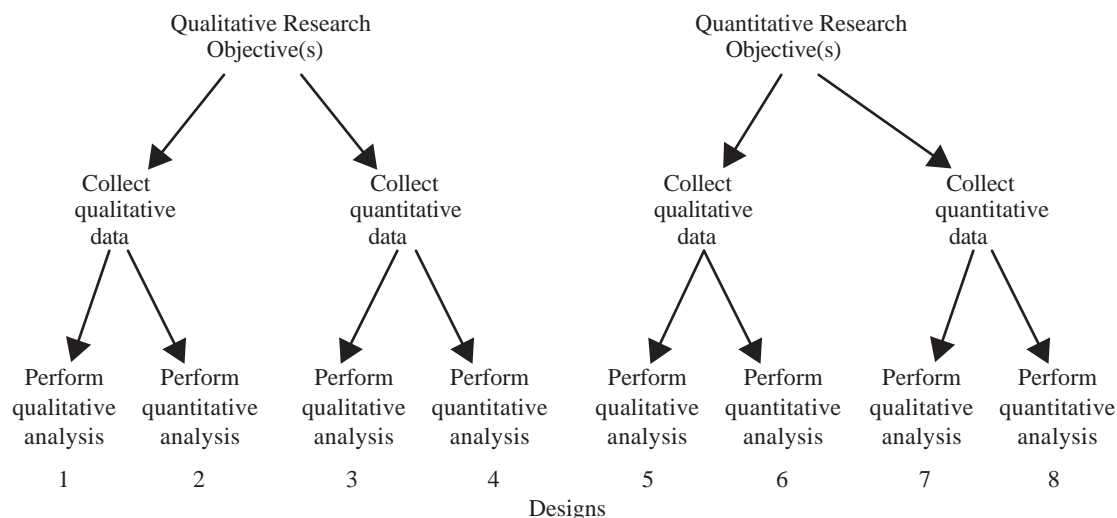 Qualitative Research
Objective(s)
Quantitative Research
Objective(s)
Collect
qualitative
data
Collect
quantitative
data
Collect
qualitative
data
Collect
quantitative
data
Perform
qualitative
analysis
1
Perform
quantitative
analysis
2
Perform
qualitative
analysis
3
Perform
quantitative
analysis
4
Perform
qualitative
analysis
5
Perform
quantitative
analysis
6
Perform
qualitative
analysis
7
Perform
quantitative
analysis
8
Designs